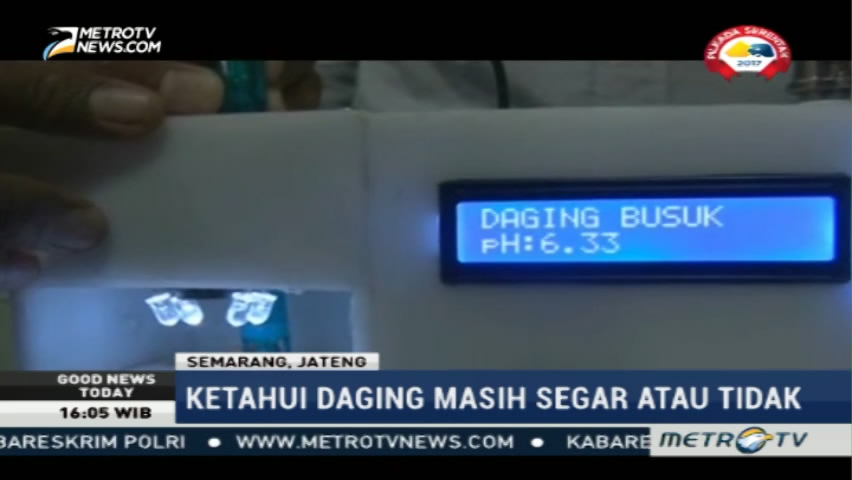 METROTV
NEWS.COM
PILKADA SERENTAK
2017
DAGING BUSUK
pH:6.33
SEMARANG, JATENG
GOOD NEWS
TODAY
KETAHUI DAGING MASIH SEGAR ATAU TIDAK
16:05 WIB
BARESKRIM POLRI • WWW.METROTVNEWS.COM • KABARE
METRO TV